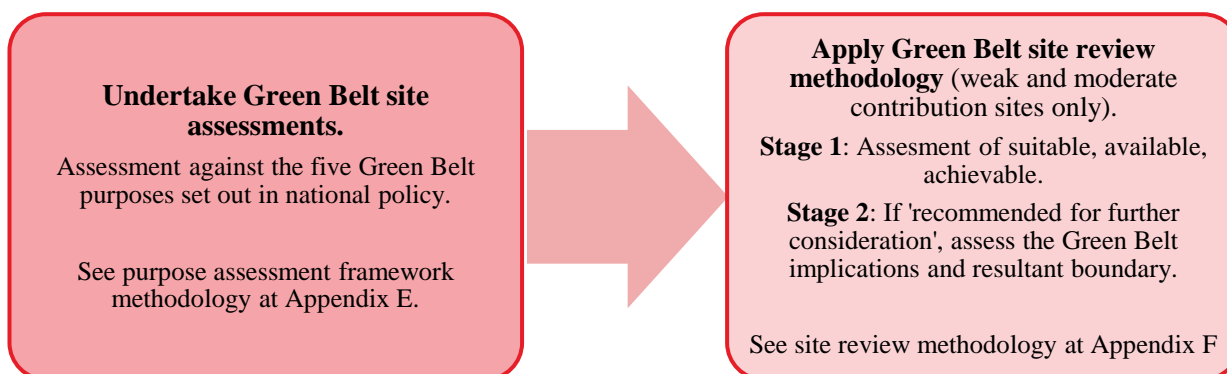 Undertake Green Belt site
assessments.
Assessment against the five Green Belt
purposes set out in national policy.
See purpose assessment framework
methodology at Appendix E.
Apply Green Belt site review
methodology (weak and moderate
contribution sites only).
Stage 1: Assesment of suitable, available,
achievable.
Stage 2: If 'recommended for further
consideration', assess the Green Belt
implications and resultant boundary.
See site review methodology at Appendix F